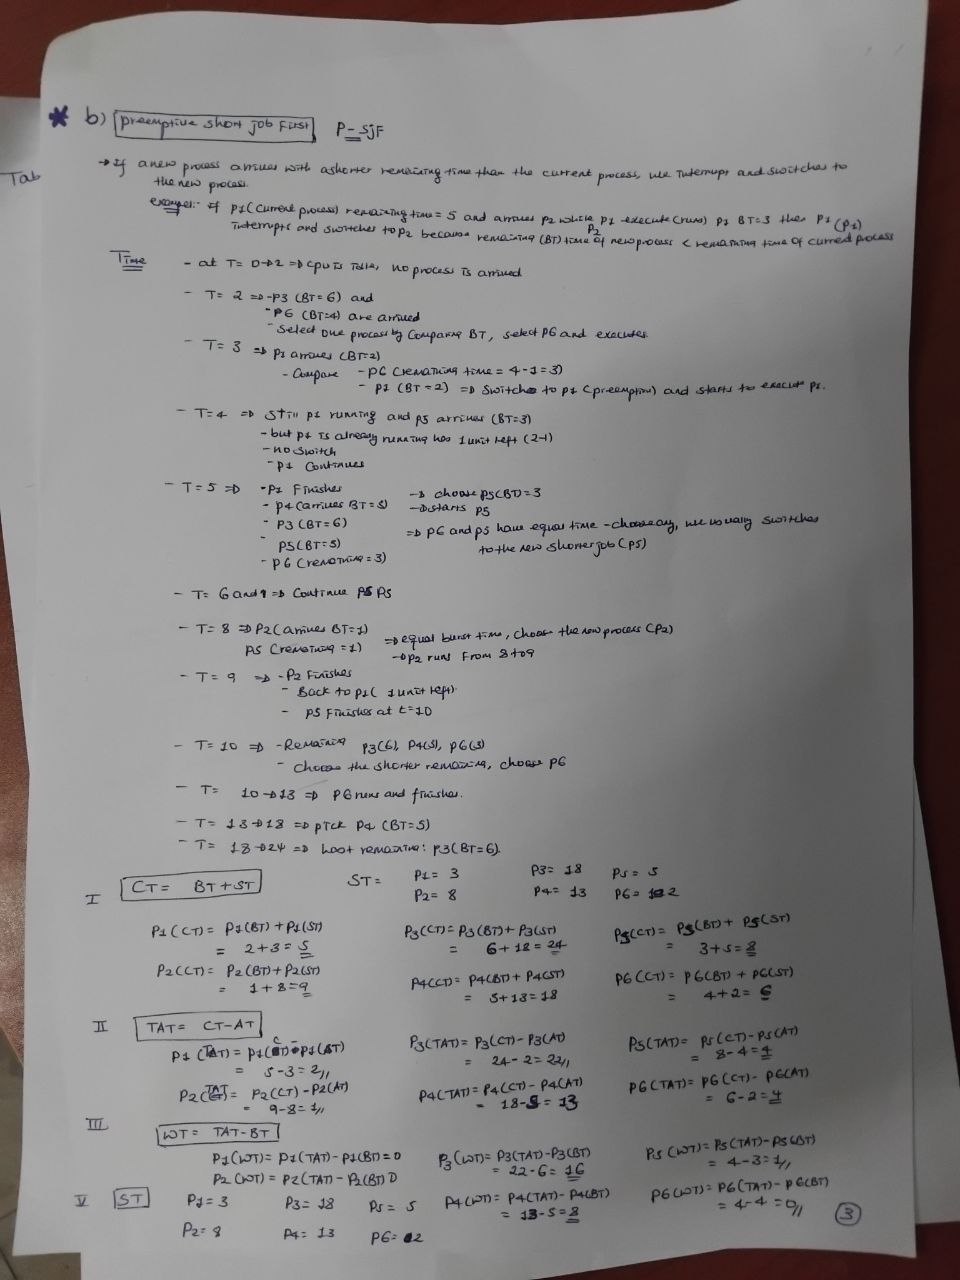 Tab
* b) preemptive short job First P-SJF
→ If a new process arrives with ashorter remaining time than the current process, we interrupt and switches to
the new process.
example:- if P1 (current process) remaining time = 5 and arrives P2 while P1 execute (runs) P2 BT=3 then P1 (P1)
interrupts and switches to P2 because remaining (BT) time of new process < remaining time of current process
Time - at T= 0→2 => CPU is Idle, no process is arrived
- T= 2 => -P3 (BT=6) and
- P6 (BT=4) are arrived
- Select one process by Comparing BT, select P6 and executes.
- T= 3 => P1 arrives (BT=2)
- Compare - P6 (remaining time = 4-1=3)
- P1 (BT=2) => Switches to P1 (preemption) and starts to execute P1.
- T=4 => Still P1 running and P5 arrives (BT=3)
- but P1 is already running has 1 unit left (2-1)
- no switch
- P1 Continues
- T=5 => -P1 Finishes → choose P5 (BT)=3
- P4 (arrives BT=5) → starts P5
- P3 (BT=6) => P6 and P5 have equal time - choose any, we usually switches
P5 (BT=3) to the new shorter job (P5)
- P6 (remaining = 3)
- T= 6 and 7 => Continue P5
- T= 8 => P2 (arrives BT=1) => equal burst time, choose the new process (P2)
P5 (remaining = 1) → P2 runs From 8 to 9
- T= 9 => - P2 Finishes
- Back to P1 ( 1 unit left).
- P5 Finishes at t=10
- T= 10 => - Remaining P3(6), P4(5), P6(3)
- Choose the shorter remaining, choose P6
- T= 10→13 => P6 runs and finishes.
- T= 13→18 => pick P4 (BT=5)
- T= 18→24 => Last remaining: P3(BT=6).
I CT= BT+ST ST= P1= 3 P3= 18 P5= 5
P2= 8 P4= 13 P6= 2
P1(CT)= P1(BT)+P1(ST) P3(CT)= P3(BT)+P3(ST) P5(CT)= P5(BT)+ P5(ST)
= 2+3=5 = 6+18=24 = 3+5=8
P2(CT)= P2(BT)+P2(ST) P4(CT)= P4(BT)+P4(ST) P6(CT)= P6(BT)+P6(ST)
= 1+8=9 = 5+13=18 = 4+2= 6
II TAT= CT-AT
P1(TAT)= P1(CT)-P1(AT) P3(TAT)= P3(CT)-P3(AT) P5(TAT)= P5(CT)-P5(AT)
= 5-3=2 = 24-2=22 = 8-4=4
P2(TAT)= P2(CT)-P2(AT) P4(TAT)= P4(CT)-P4(AT) P6(TAT)= P6(CT)- P6(AT)
= 9-8=1 = 18-5= 13 = 6-2=4
III WT= TAT-BT
P1(WT)= P1(TAT)-P1(BT)=0 P3(WT)= P3(TAT)-P3(BT) P5(WT)= P5(TAT)-P5(BT)
P2(WT)= P2(TAT)- P2(BT) 0 = 22-6=16 = 4-3=1
V ST P1= 3 P3= 18 P5= 5 P4(WT)= P4(TAT)-P4(BT) P6(WT)= P6(TAT)-P6(BT)
= 13-5=8 = 4-4=0
P2= 8 P4= 13 P6= 2
3